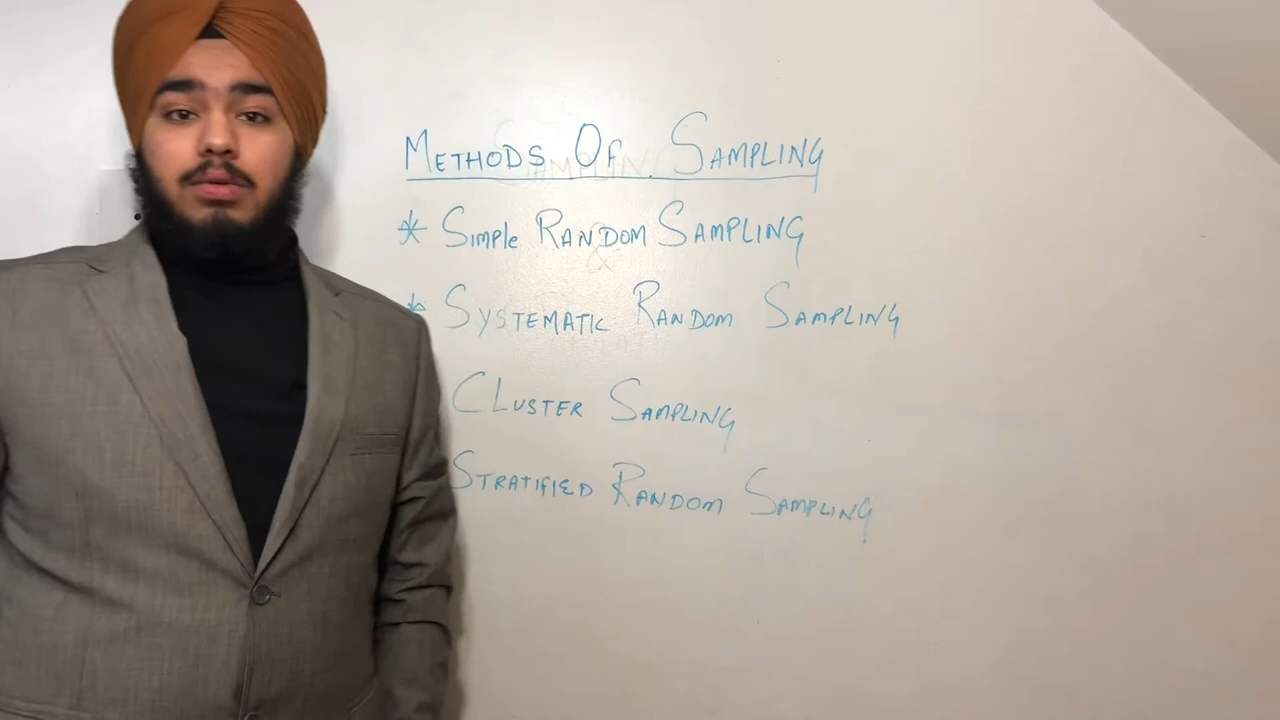 Methods Of Sampling
* Simple Random Sampling
* Systematic Random Sampling
Cluster Sampling
Stratified Random Sampling